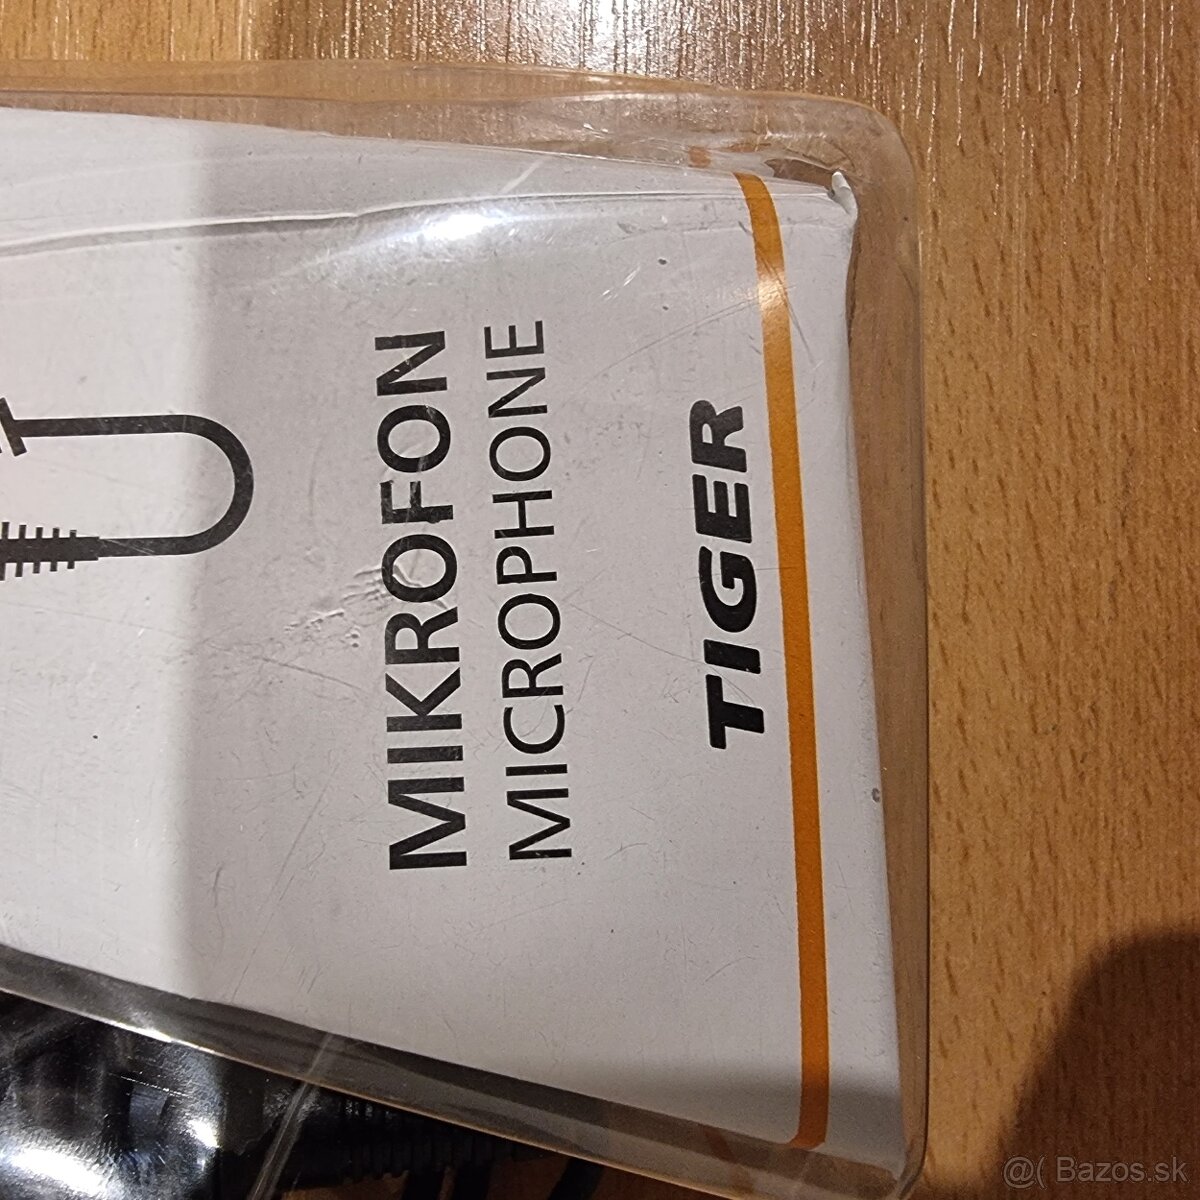 MIKROFON
MICROPHONE
TIGER
@( Bazos.sk